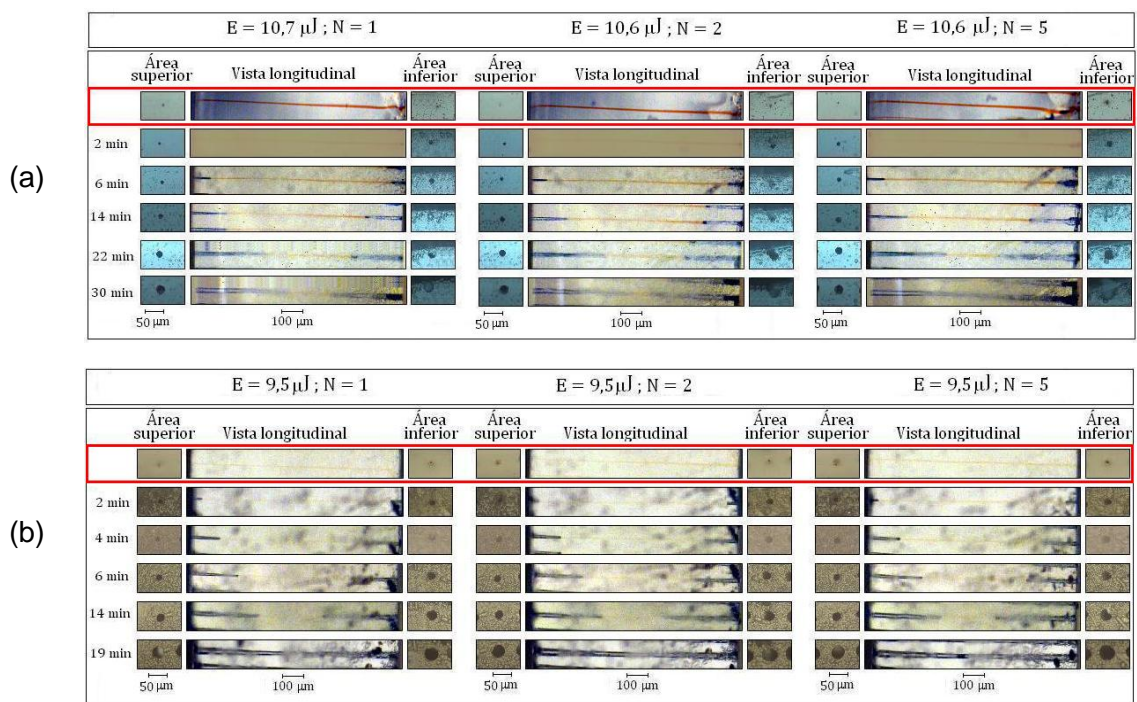 E = 10,7 µJ ; N = 1 E = 10,6 µJ ; N = 2 E = 10,6 µJ ; N = 5
Área superior Vista longitudinal Área inferior Área superior Vista longitudinal Área inferior Área superior Vista longitudinal Área inferior
2 min
(a)
6 min
14 min
22 min
30 min
50 µm 100 µm 50 µm 100 µm 50 µm 100 µm
E = 9,5 µJ ; N = 1 E = 9,5 µJ ; N = 2 E = 9,5 µJ ; N = 5
Área superior Vista longitudinal Área inferior Área superior Vista longitudinal Área inferior Área superior Vista longitudinal Área inferior
2 min
(b)
4 min
6 min
14 min
19 min
50 µm 100 µm 50 µm 100 µm 50 µm 100 µm